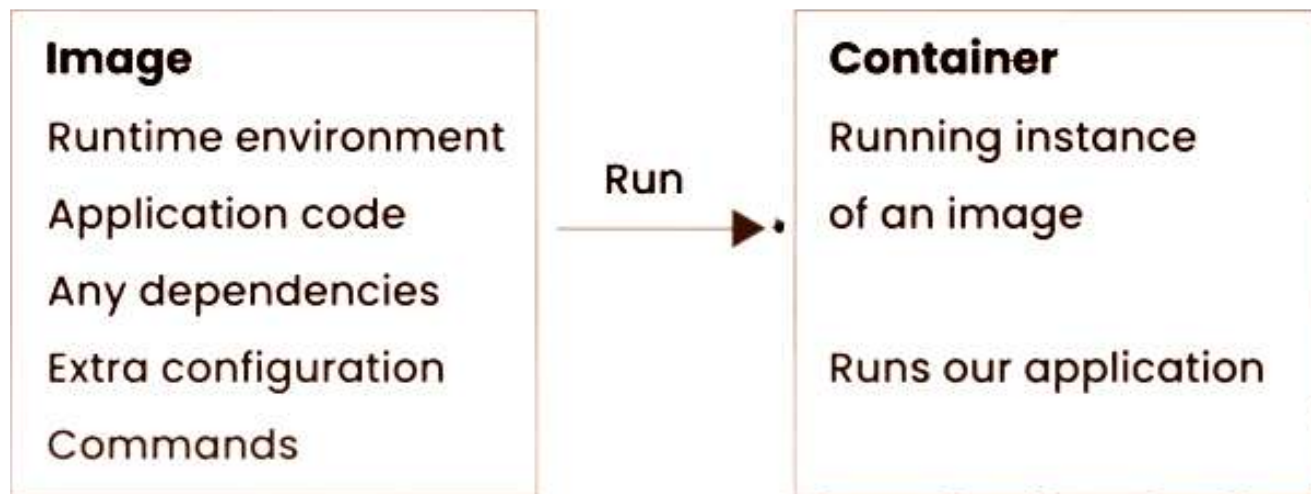 Image
Runtime environment
Application code
Any dependencies
Extra configuration
Commands
Run
Container
Running instance
of an image
Runs our application